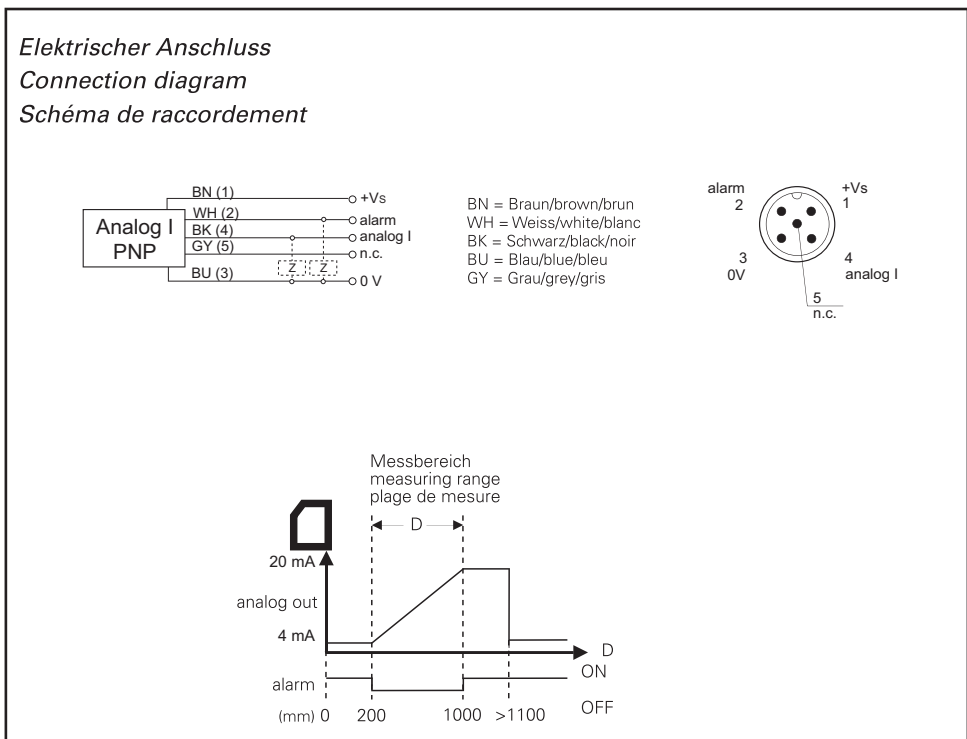 Elektrischer Anschluss
Connection diagram
Schéma de raccordement
Analog I
PNP
BN (1)
WH (2)
BK (4)
GY (5)
BU (3)
+Vs
alarm
analog I
n.c.
0 V
Z
Z
BN = Braun/brown/brun
WH = Weiss/white/blanc
BK = Schwarz/black/noir
BU = Blau/blue/bleu
GY = Grau/grey/gris
alarm
2
+Vs
1
3
0V
4
analog I
5
n.c.
Messbereich
measuring range
plage de mesure
D
20 mA
analog out
4 mA
D
ON
alarm
OFF
(mm) 0 200 1000 >1100